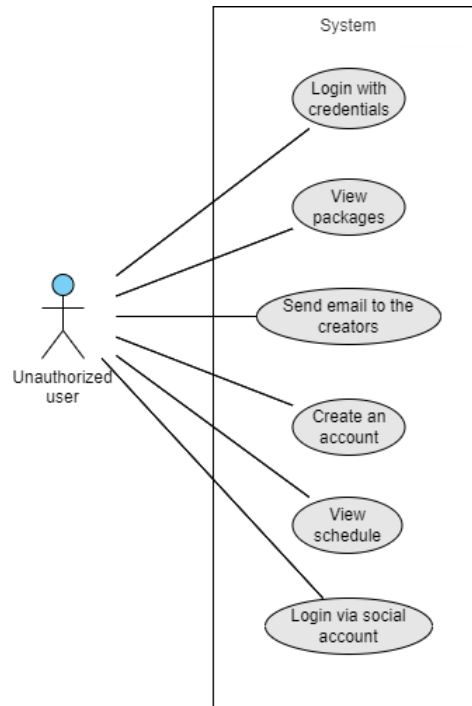 System
Login with
credentials
View
packages
Send email to the
creators
Unauthorized
user
Create an
account
View
schedule
Login via social
account